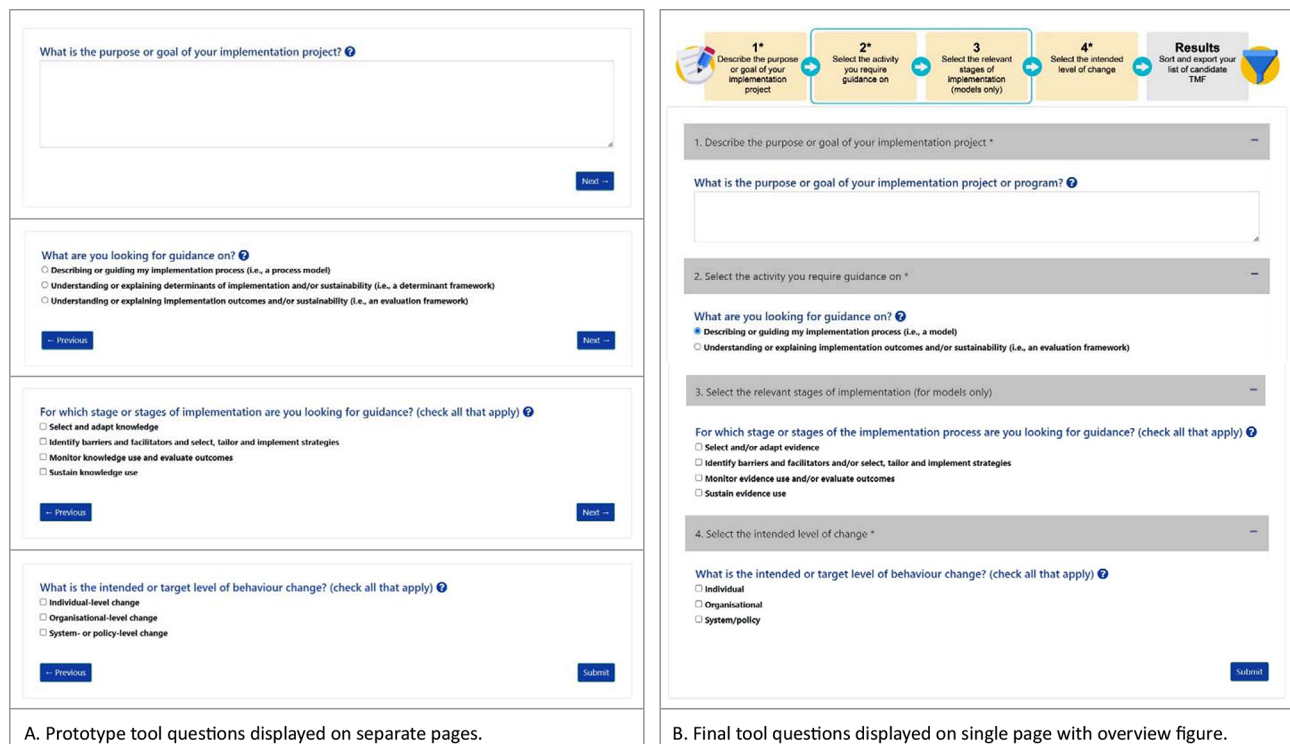 What is the purpose or goal of your implementation project? ?
Next →
What are you looking for guidance on? ?
Describing or guiding my implementation process (i.e., a process model)
Understanding or explaining determinants of implementation and/or sustainability (i.e., a determinant framework)
Understanding or explaining implementation outcomes and/or sustainability (i.e., an evaluation framework)
← Previous
Next →
For which stage or stages of implementation are you looking for guidance? (check all that apply) ?
Select and adapt knowledge
Identify barriers and facilitators and select, tailor and implement strategies
Monitor knowledge use and evaluate outcomes
Sustain knowledge use
← Previous
Next →
What is the intended or target level of behaviour change? (check all that apply) ?
Individual-level change
Organisational-level change
System- or policy-level change
← Previous
Submit
A. Prototype tool questions displayed on separate pages.
1*
Describe the purpose
or goal of your
implementation
project
2*
Select the activity
you require
guidance on
3
Select the relevant
stages of
implementation
(models only)
4*
Select the intended
level of change
Results
Sort and export your
list of candidate
TMF
1. Describe the purpose or goal of your implementation project *
What is the purpose or goal of your implementation project or program? ?
2. Select the activity you require guidance on *
What are you looking for guidance on? ?
Describing or guiding my implementation process (i.e., a model)
Understanding or explaining implementation outcomes and/or sustainability (i.e., an evaluation framework)
3. Select the relevant stages of implementation (for models only)
For which stage or stages of the implementation process are you looking for guidance? (check all that apply) ?
Select and/or adapt evidence
Identify barriers and facilitators and/or select, tailor and implement strategies
Monitor evidence use and/or evaluate outcomes
Sustain evidence use
4. Select the intended level of change *
What is the intended or target level of behaviour change? (check all that apply) ?
Individual
Organisational
System/policy
Submit
B. Final tool questions displayed on single page with overview figure.